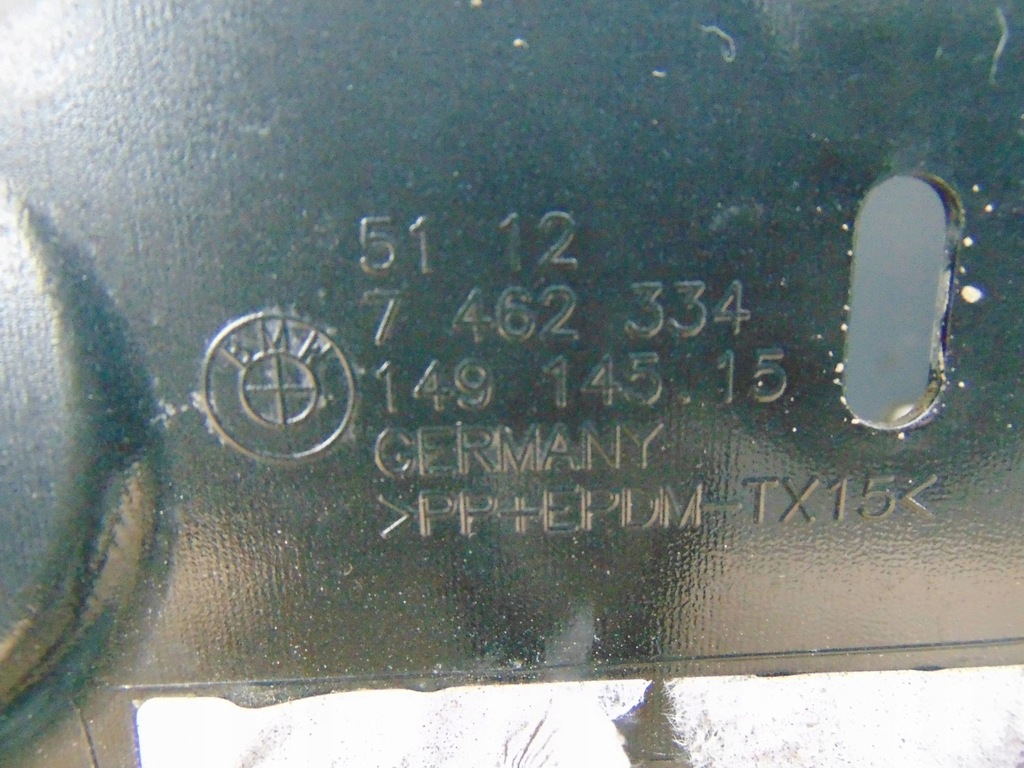 51 12
7 462 334
BMW
149 145.15
GERMANY
>PP+EPDM-TX15<